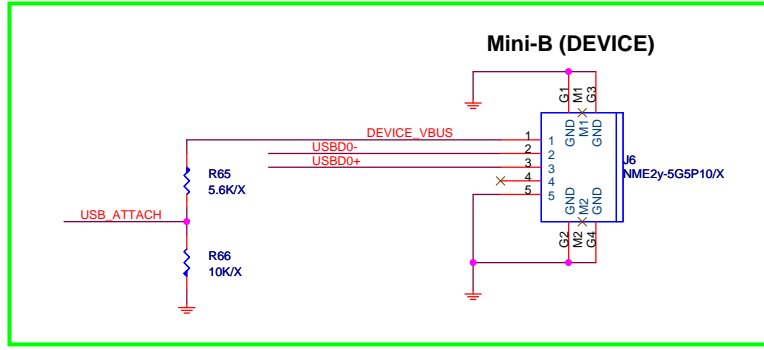 Mini-B (DEVICE)
G1
M1
G3
GND
M1
GND
DEVICE_VBUS
1
1
USBD0-
2
2
USBD0+
3
3
4
4
5
5
J6
NME2y-5G5P10/X
R65
5.6K/X
USB_ATTACH
GND
M2
GND
G2
M2
G4
R66
10K/X